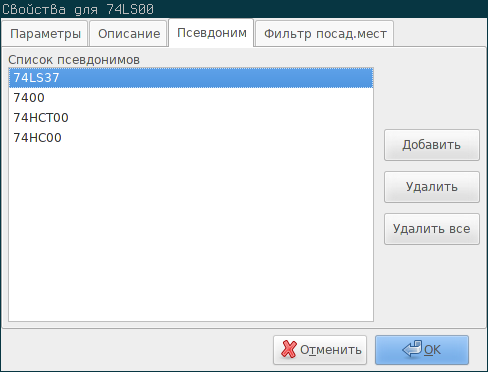 Свойства для 74LS00
Параметры Описание Псевдоним Фильтр посад.мест
Список псевдонимов
74LS37
7400
74HCT00
74HC00
Добавить
Удалить
Удалить все
Отменить OK